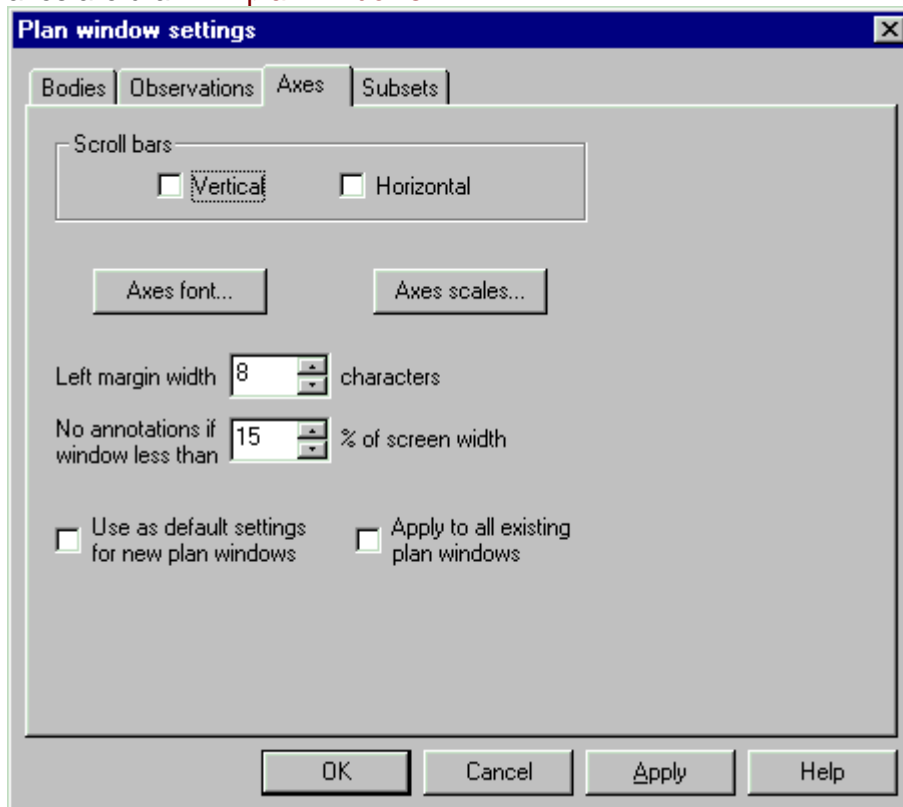 Plan window settings
Bodies Observations Axes Subsets
Scroll bars
Vertical Horizontal
Axes font... Axes scales...
Left margin width 8 characters
No annotations if
window less than 15 % of screen width
Use as default settings
for new plan windows
Apply to all existing
plan windows
OK Cancel Apply Help